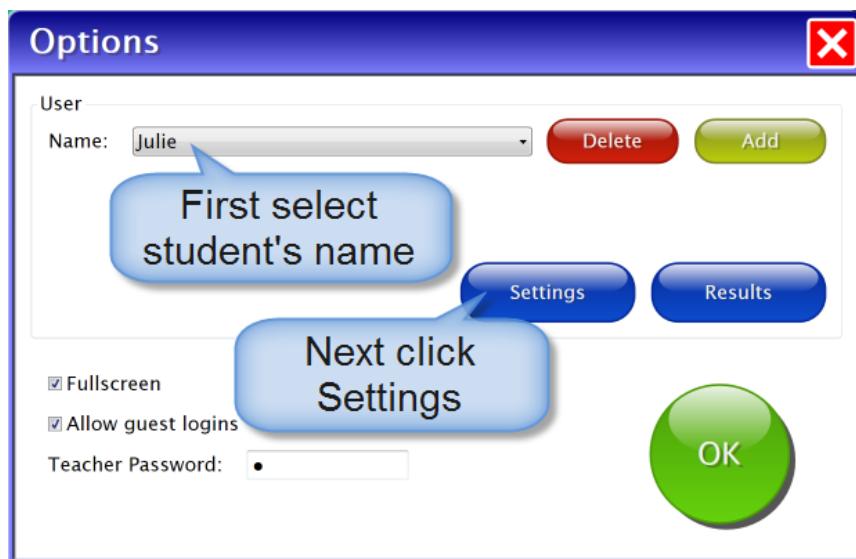 Options
User
Name: Julie Delete Add
First select
student's name
Settings Results
Next click
Settings
Fullscreen
Allow guest logins
Teacher Password: •
OK